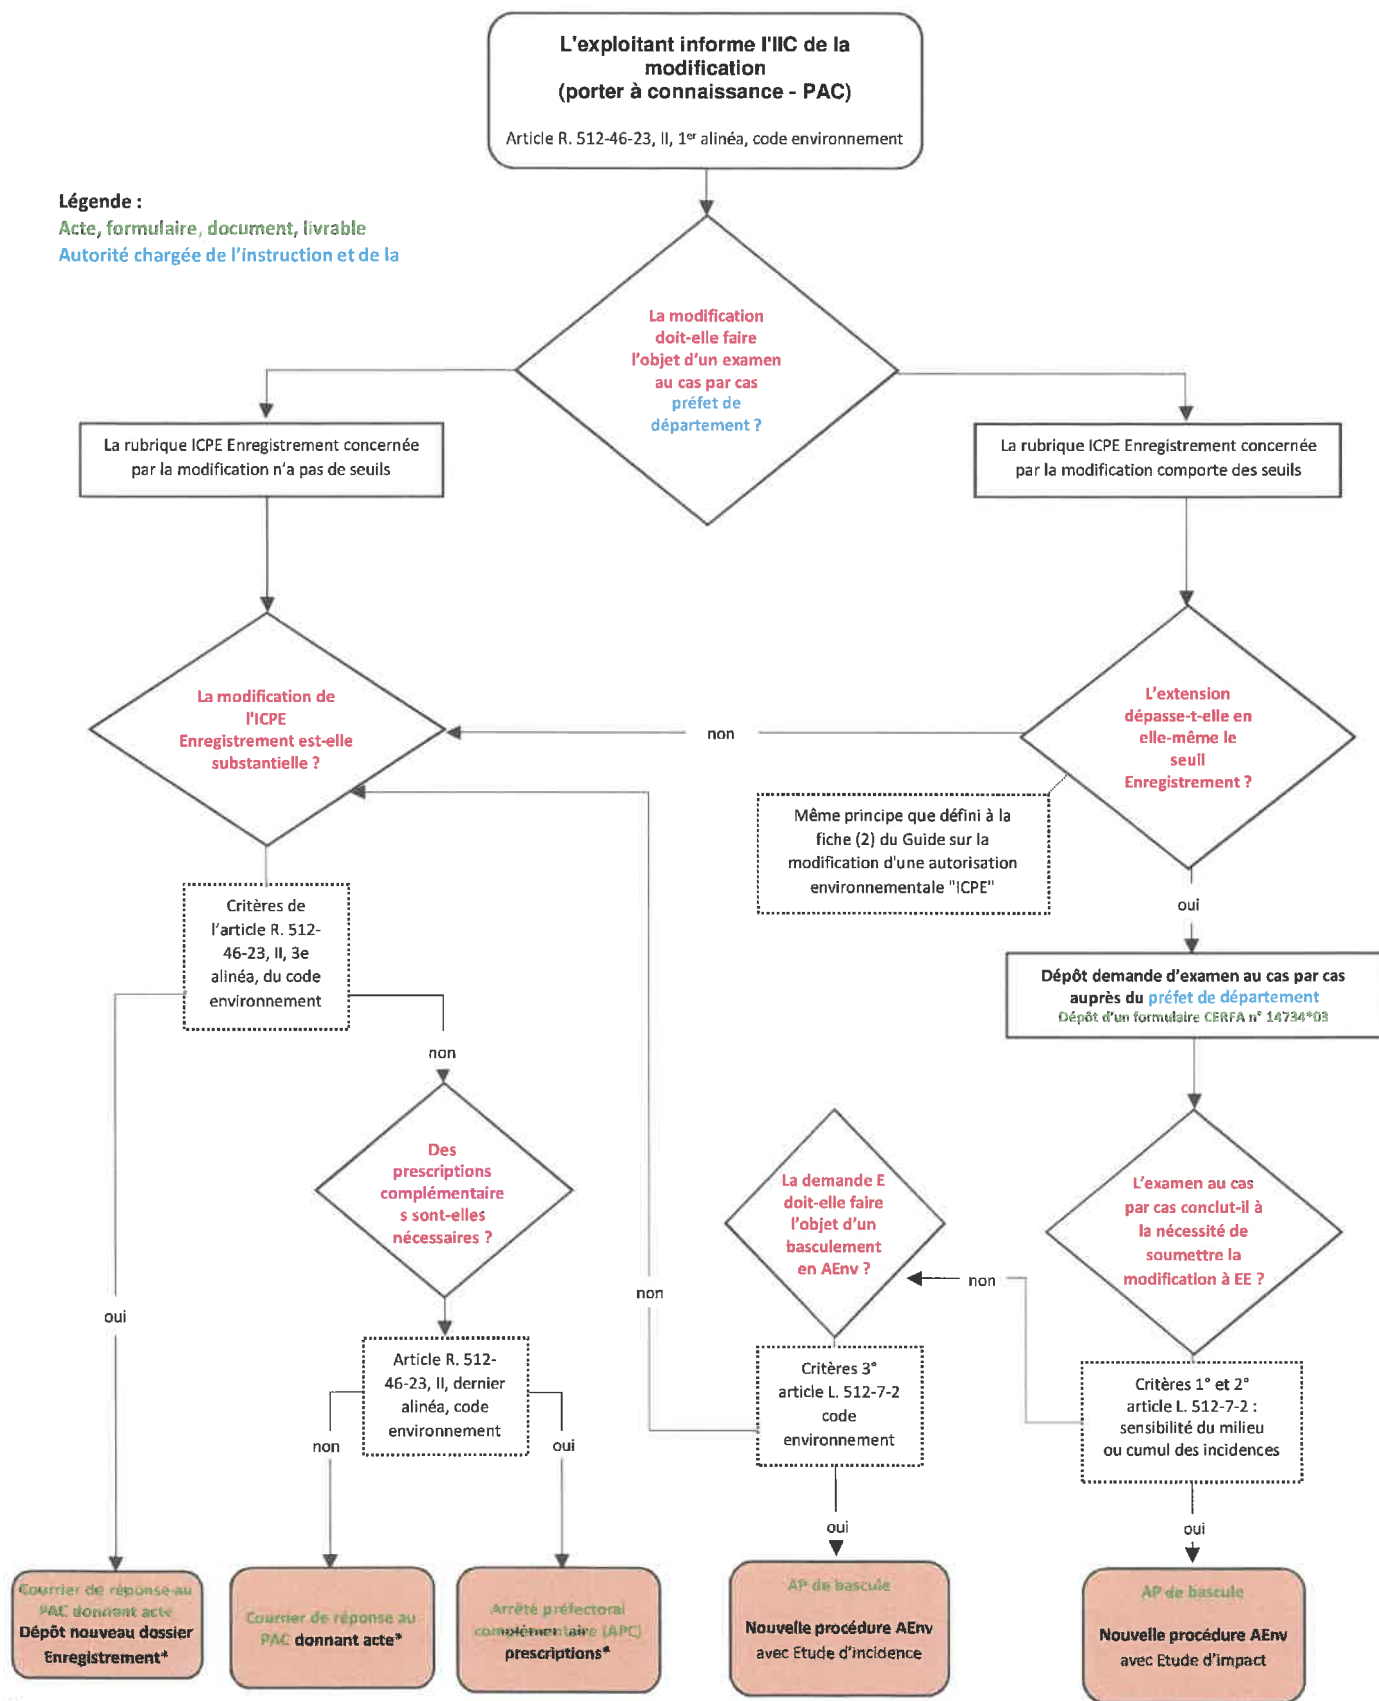 L'exploitant informe l'IIC de la
modification
(porter à connaissance - PAC)
Article R. 512-46-23, II, 1er alinéa, code environnement
Légende :
Acte, formulaire, document, livrable
Autorité chargée de l'instruction et de la
La modification
doit-elle faire
l'objet d'un examen
au cas par cas
préfet de
département ?
La rubrique ICPE Enregistrement concernée
par la modification n'a pas de seuils
La rubrique ICPE Enregistrement concernée
par la modification comporte des seuils
La modification de
l'ICPE
Enregistrement est-elle
substantielle ?
non
L'extension
dépasse-t-elle en
elle-même le
seuil
Enregistrement ?
Même principe que défini à la
fiche (2) du Guide sur la
modification d'une autorisation
environnementale "ICPE"
Critères de
l'article R. 512-
46-23, II, 3e
alinéa, du code
environnement
oui
Dépôt demande d'examen au cas par cas
auprès du préfet de département
Dépôt d'un formulaire CERFA n° 14734*03
non
Des
prescriptions
complémentaire
s sont-elles
nécessaires ?
La demande E
doit-elle faire
l'objet d'un
basculement
en AEnv ?
L'examen au cas
par cas conclut-il à
la nécessité de
soumettre la
modification à EE ?
non
non
oui
Article R. 512-
46-23, II, dernier
alinéa, code
environnement
Critères 3°
article L. 512-7-2
code
environnement
Critères 1° et 2°
article L. 512-7-2 :
sensibilité du milieu
ou cumul des incidences
non
oui
oui
oui
Courrier de réponse au
PAC donnant acte
Dépôt nouveau dossier
Enregistrement*
Courrier de réponse au
PAC donnant acte*
Arrêté préfectoral
complémentaire (APC)
prescriptions*
AP de bascule
Nouvelle procédure AEnv
avec Etude d'incidence
AP de bascule
Nouvelle procédure AEnv
avec Etude d'impact